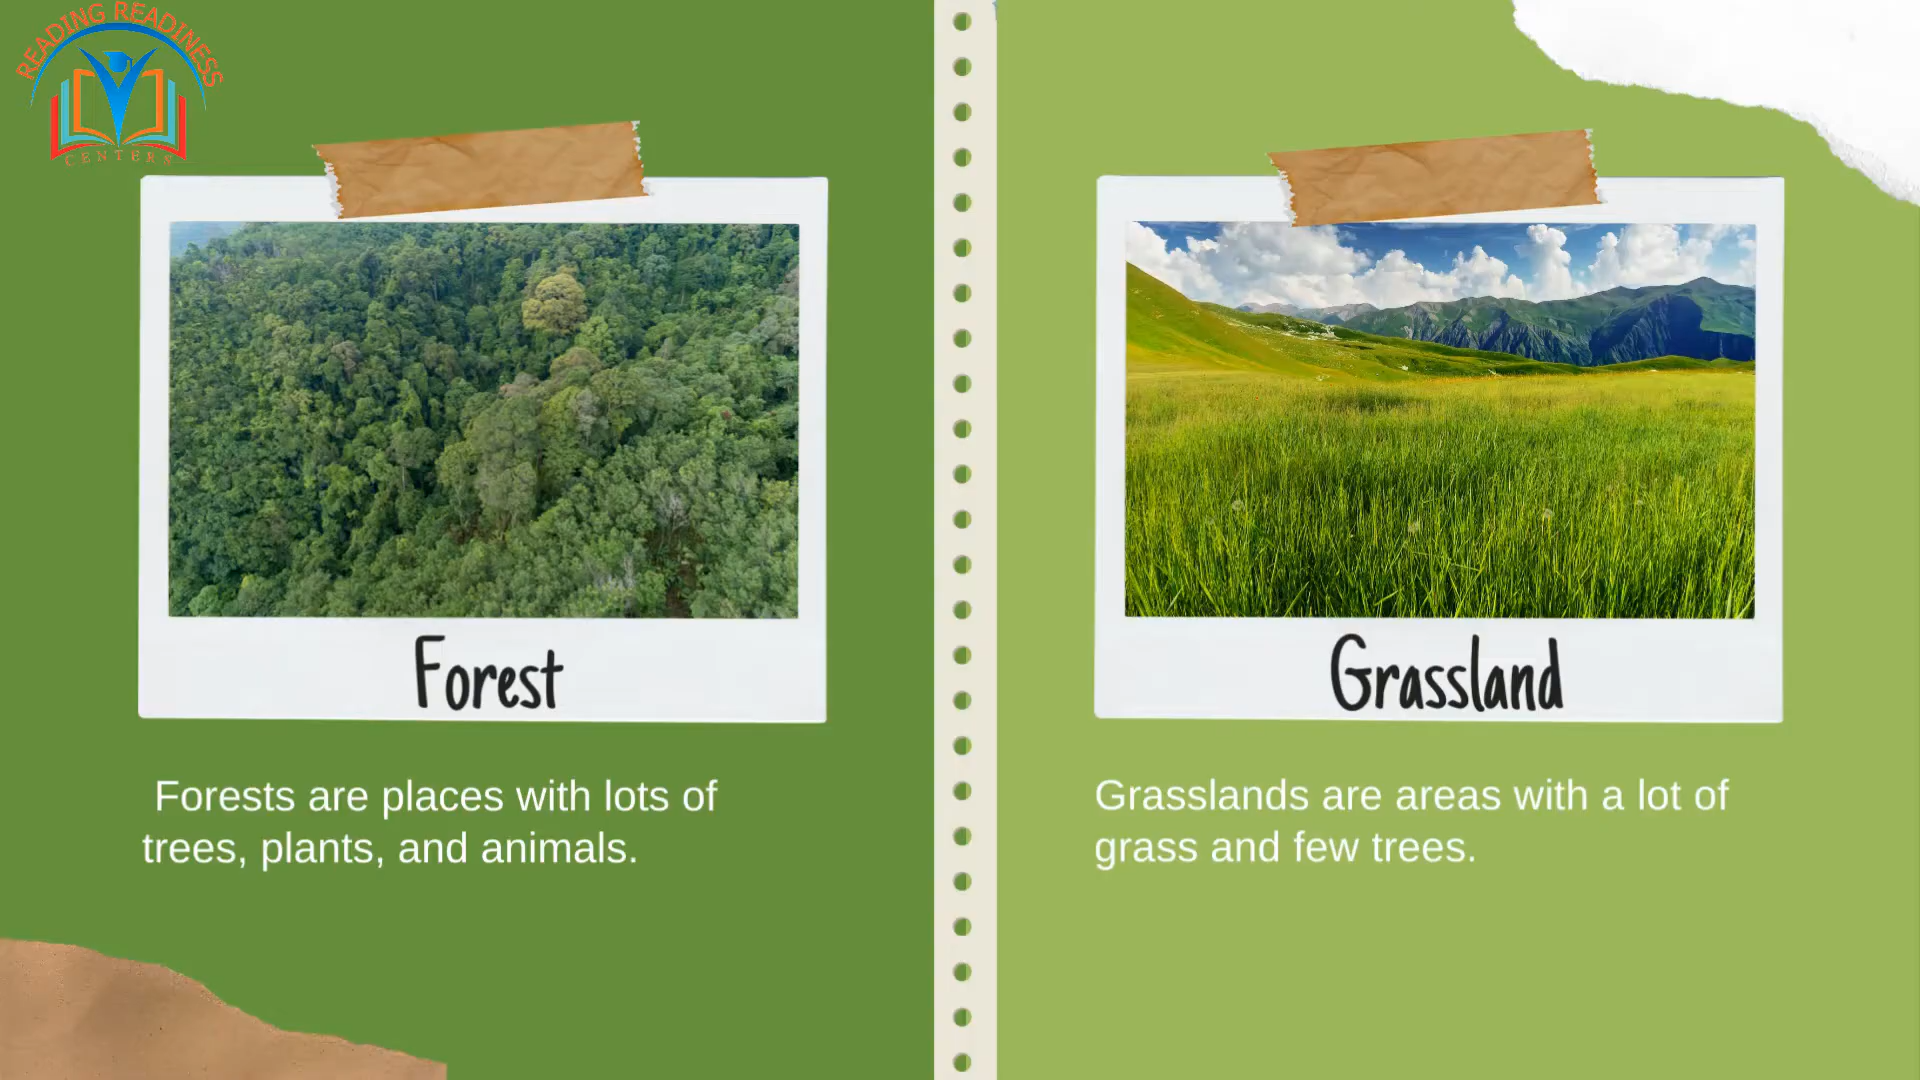 READING READINESS
CENTERS
Forest
Forests are places with lots of
trees, plants, and animals.
Grassland
Grasslands are areas with a lot of
grass and few trees.